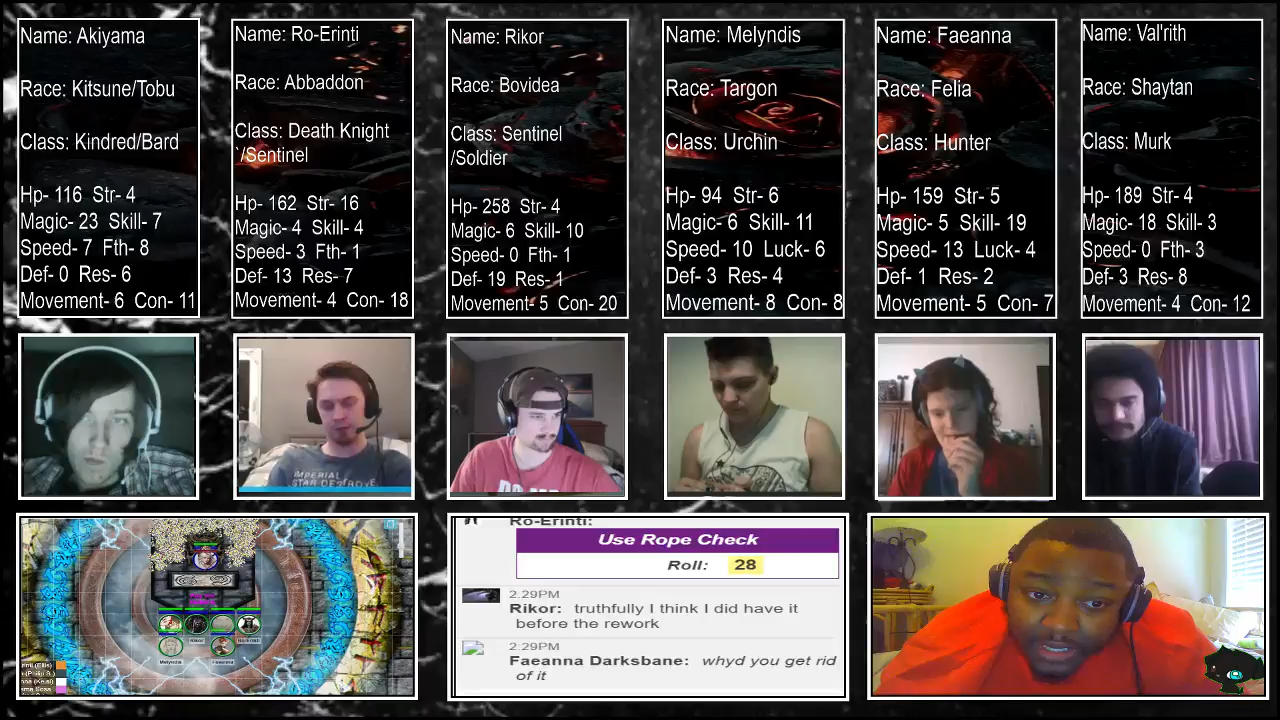 Name: Akiyama
Race: Kitsune/Tobu
Class: Kindred/Bard
Hp- 116 Str- 4
Magic- 23 Skill- 7
Speed- 7 Fth- 8
Def- 0 Res- 6
Movement- 6 Con- 11
Name: Ro-Erinti
Race: Abbaddon
Class: Death Knight
`/Sentinel
Hp- 162 Str- 16
Magic- 4 Skill- 4
Speed- 3 Fth- 1
Def- 13 Res- 7
Movement- 4 Con- 18
Name: Rikor
Race: Bovidea
Class: Sentinel
/Soldier
Hp- 258 Str- 4
Magic- 6 Skill- 10
Speed- 0 Fth- 1
Def- 19 Res- 1
Movement- 5 Con- 20
Name: Melyndis
Race: Targon
Class: Urchin
Hp- 94 Str- 6
Magic- 6 Skill- 11
Speed- 10 Luck- 6
Def- 3 Res- 4
Movement- 8 Con- 8
Name: Faeanna
Race: Felia
Class: Hunter
Hp- 159 Str- 5
Magic- 5 Skill- 19
Speed- 13 Luck- 4
Def- 1 Res- 2
Movement- 5 Con- 7
Name: Val'rith
Race: Shaytan
Class: Murk
Hp- 189 Str- 4
Magic- 18 Skill- 3
Speed- 0 Fth- 3
Def- 3 Res- 8
Movement- 4 Con- 12
IMPERIAL
Rikor
Ro-Erinti
Melyndis
Faeanna
Ro-Erinti:
Use Rope Check
Roll: 28
2:29PM
Rikor: truthfully I think I did have it
before the rework
2:29PM
Faeanna Darksbane: whyd you get rid
of it